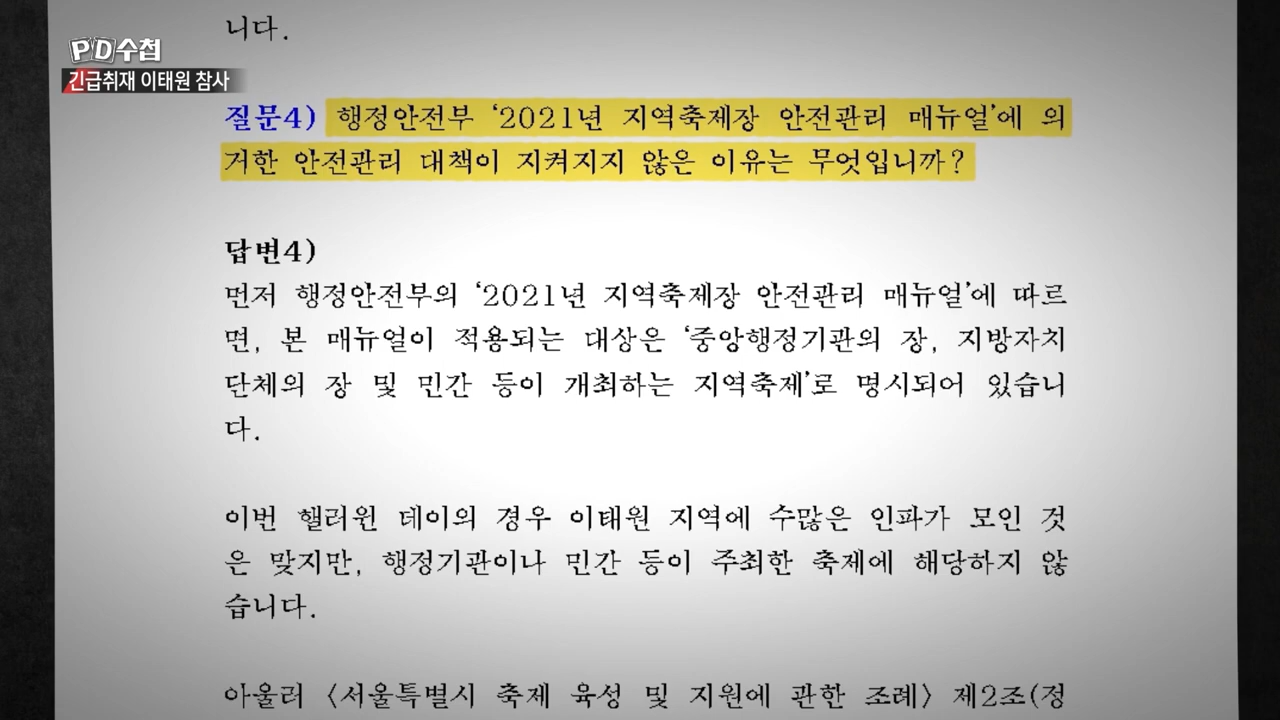 니다.
PD수첩
긴급취재 이태원 참사
질문4) 행정안전부 ‘2021년 지역축제장 안전관리 매뉴얼’에 의
거한 안전관리 대책이 지켜지지 않은 이유는 무엇입니까?
답변4)
먼저 행정안전부의 ‘2021년 지역축제장 안전관리 매뉴얼’에 따르
면, 본 매뉴얼이 적용되는 대상은 ‘중앙행정기관의 장, 지방자치
단체의 장 및 민간 등이 개최하는 지역축제’로 명시되어 있습니
다.
이번 핼러윈 데이의 경우 이태원 지역에 수많은 인파가 모인 것
은 맞지만, 행정기관이나 민간 등이 주최한 축제에 해당하지 않
습니다.
아울러 〈서울특별시 축제 육성 및 지원에 관한 조례〉 제2조(정